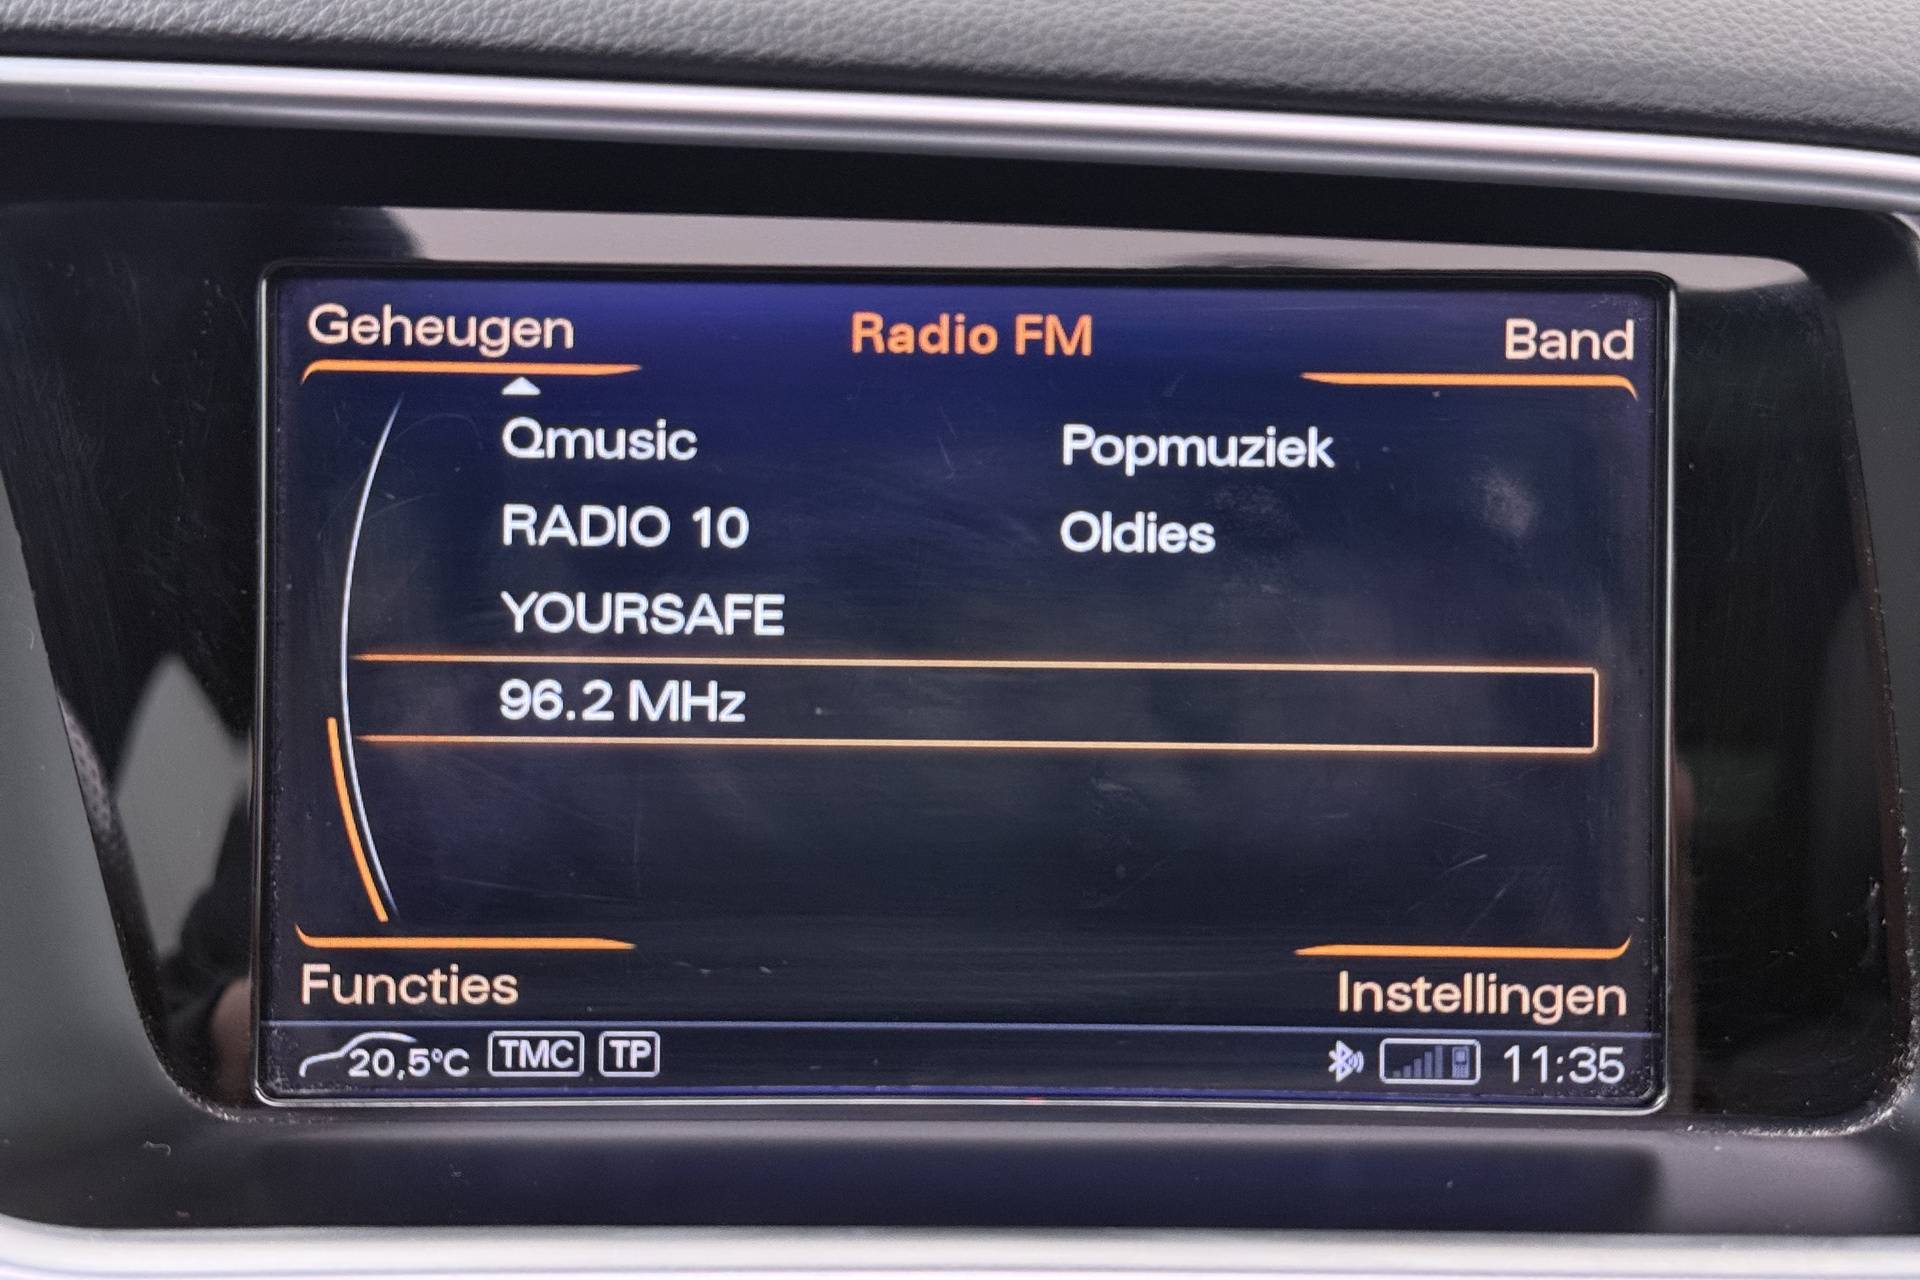 Geheugen Radio FM Band
Qmusic Popmuziek
RADIO 10 Oldies
YOURSAFE
96.2 MHz
Functies Instellingen
20,5°C TMC TP 11:35